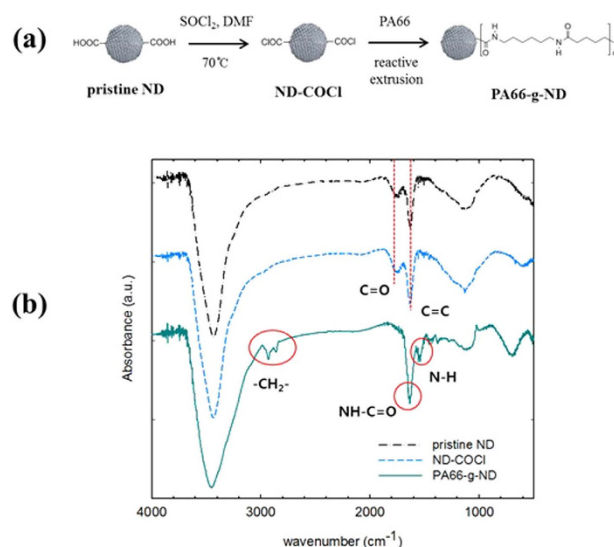 (a)
SOCl₂, DMF
PA66
HOOC
COOH
ClOC
COCl
70℃
reactive
extrusion
pristine ND
ND-COCl
PA66-g-ND
H
N
N
H
O
O
(b)
Absorbance (a.u.)
C=O
C=C
-CH₂-
N-H
NH-C=O
pristine ND
ND-COCl
PA66-g-ND
4000 3000 2000 1000
wavenumber (cm⁻¹)